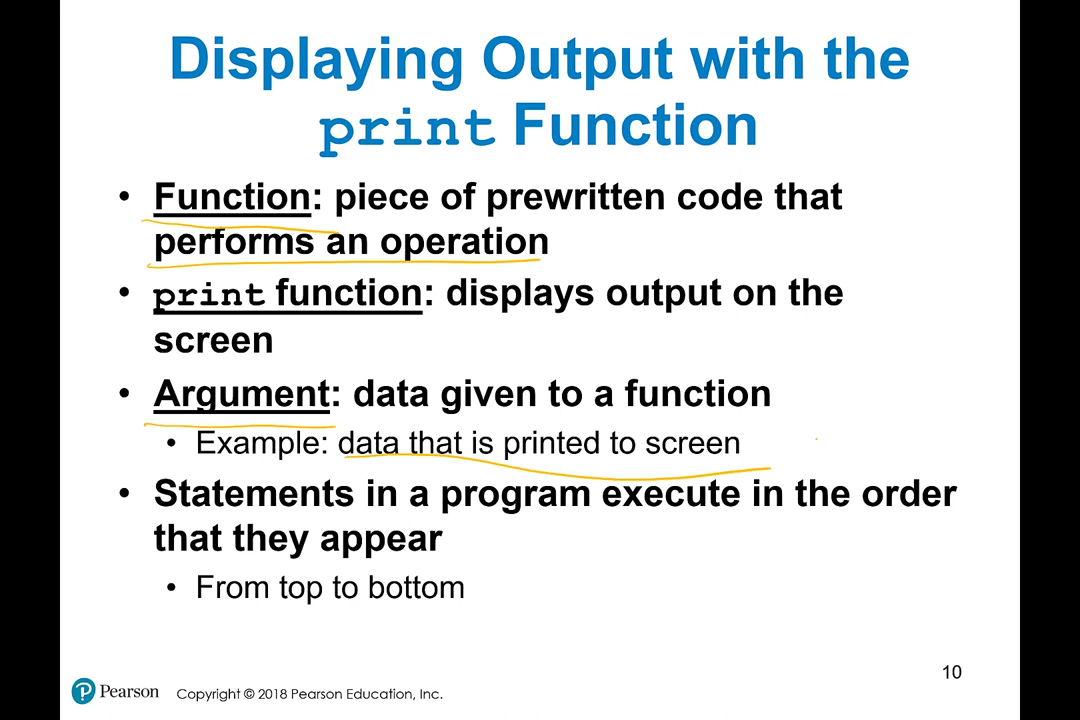 Displaying Output with the
print Function
• Function: piece of prewritten code that
performs an operation
• print function: displays output on the
screen
• Argument: data given to a function
• Example: data that is printed to screen
• Statements in a program execute in the order
that they appear
• From top to bottom
10
P Pearson Copyright © 2018 Pearson Education, Inc.